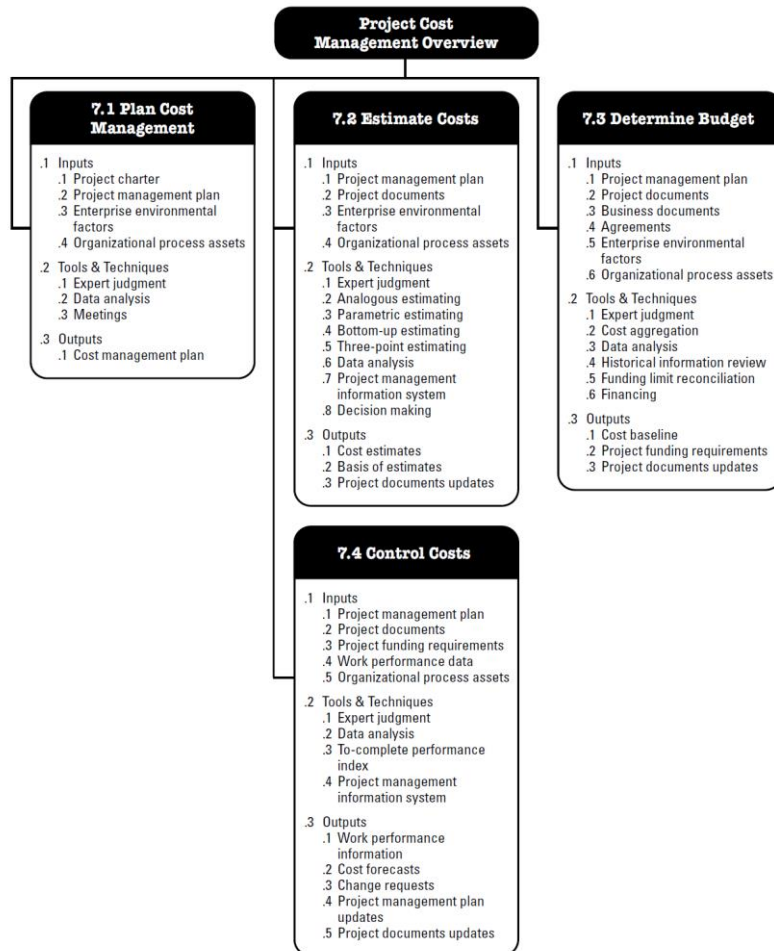 Project Cost
Management Overview
7.1 Plan Cost
Management
.1 Inputs
.1 Project charter
.2 Project management plan
.3 Enterprise environmental
factors
.4 Organizational process assets
.2 Tools & Techniques
.1 Expert judgment
.2 Data analysis
.3 Meetings
.3 Outputs
.1 Cost management plan
7.2 Estimate Costs
.1 Inputs
.1 Project management plan
.2 Project documents
.3 Enterprise environmental
factors
.4 Organizational process assets
.2 Tools & Techniques
.1 Expert judgment
.2 Analogous estimating
.3 Parametric estimating
.4 Bottom-up estimating
.5 Three-point estimating
.6 Data analysis
.7 Project management
information system
.8 Decision making
.3 Outputs
.1 Cost estimates
.2 Basis of estimates
.3 Project documents updates
7.3 Determine Budget
.1 Inputs
.1 Project management plan
.2 Project documents
.3 Business documents
.4 Agreements
.5 Enterprise environmental
factors
.6 Organizational process assets
.2 Tools & Techniques
.1 Expert judgment
.2 Cost aggregation
.3 Data analysis
.4 Historical information review
.5 Funding limit reconciliation
.6 Financing
.3 Outputs
.1 Cost baseline
.2 Project funding requirements
.3 Project documents updates
7.4 Control Costs
.1 Inputs
.1 Project management plan
.2 Project documents
.3 Project funding requirements
.4 Work performance data
.5 Organizational process assets
.2 Tools & Techniques
.1 Expert judgment
.2 Data analysis
.3 To-complete performance
index
.4 Project management
information system
.3 Outputs
.1 Work performance
information
.2 Cost forecasts
.3 Change requests
.4 Project management plan
updates
.5 Project documents updates